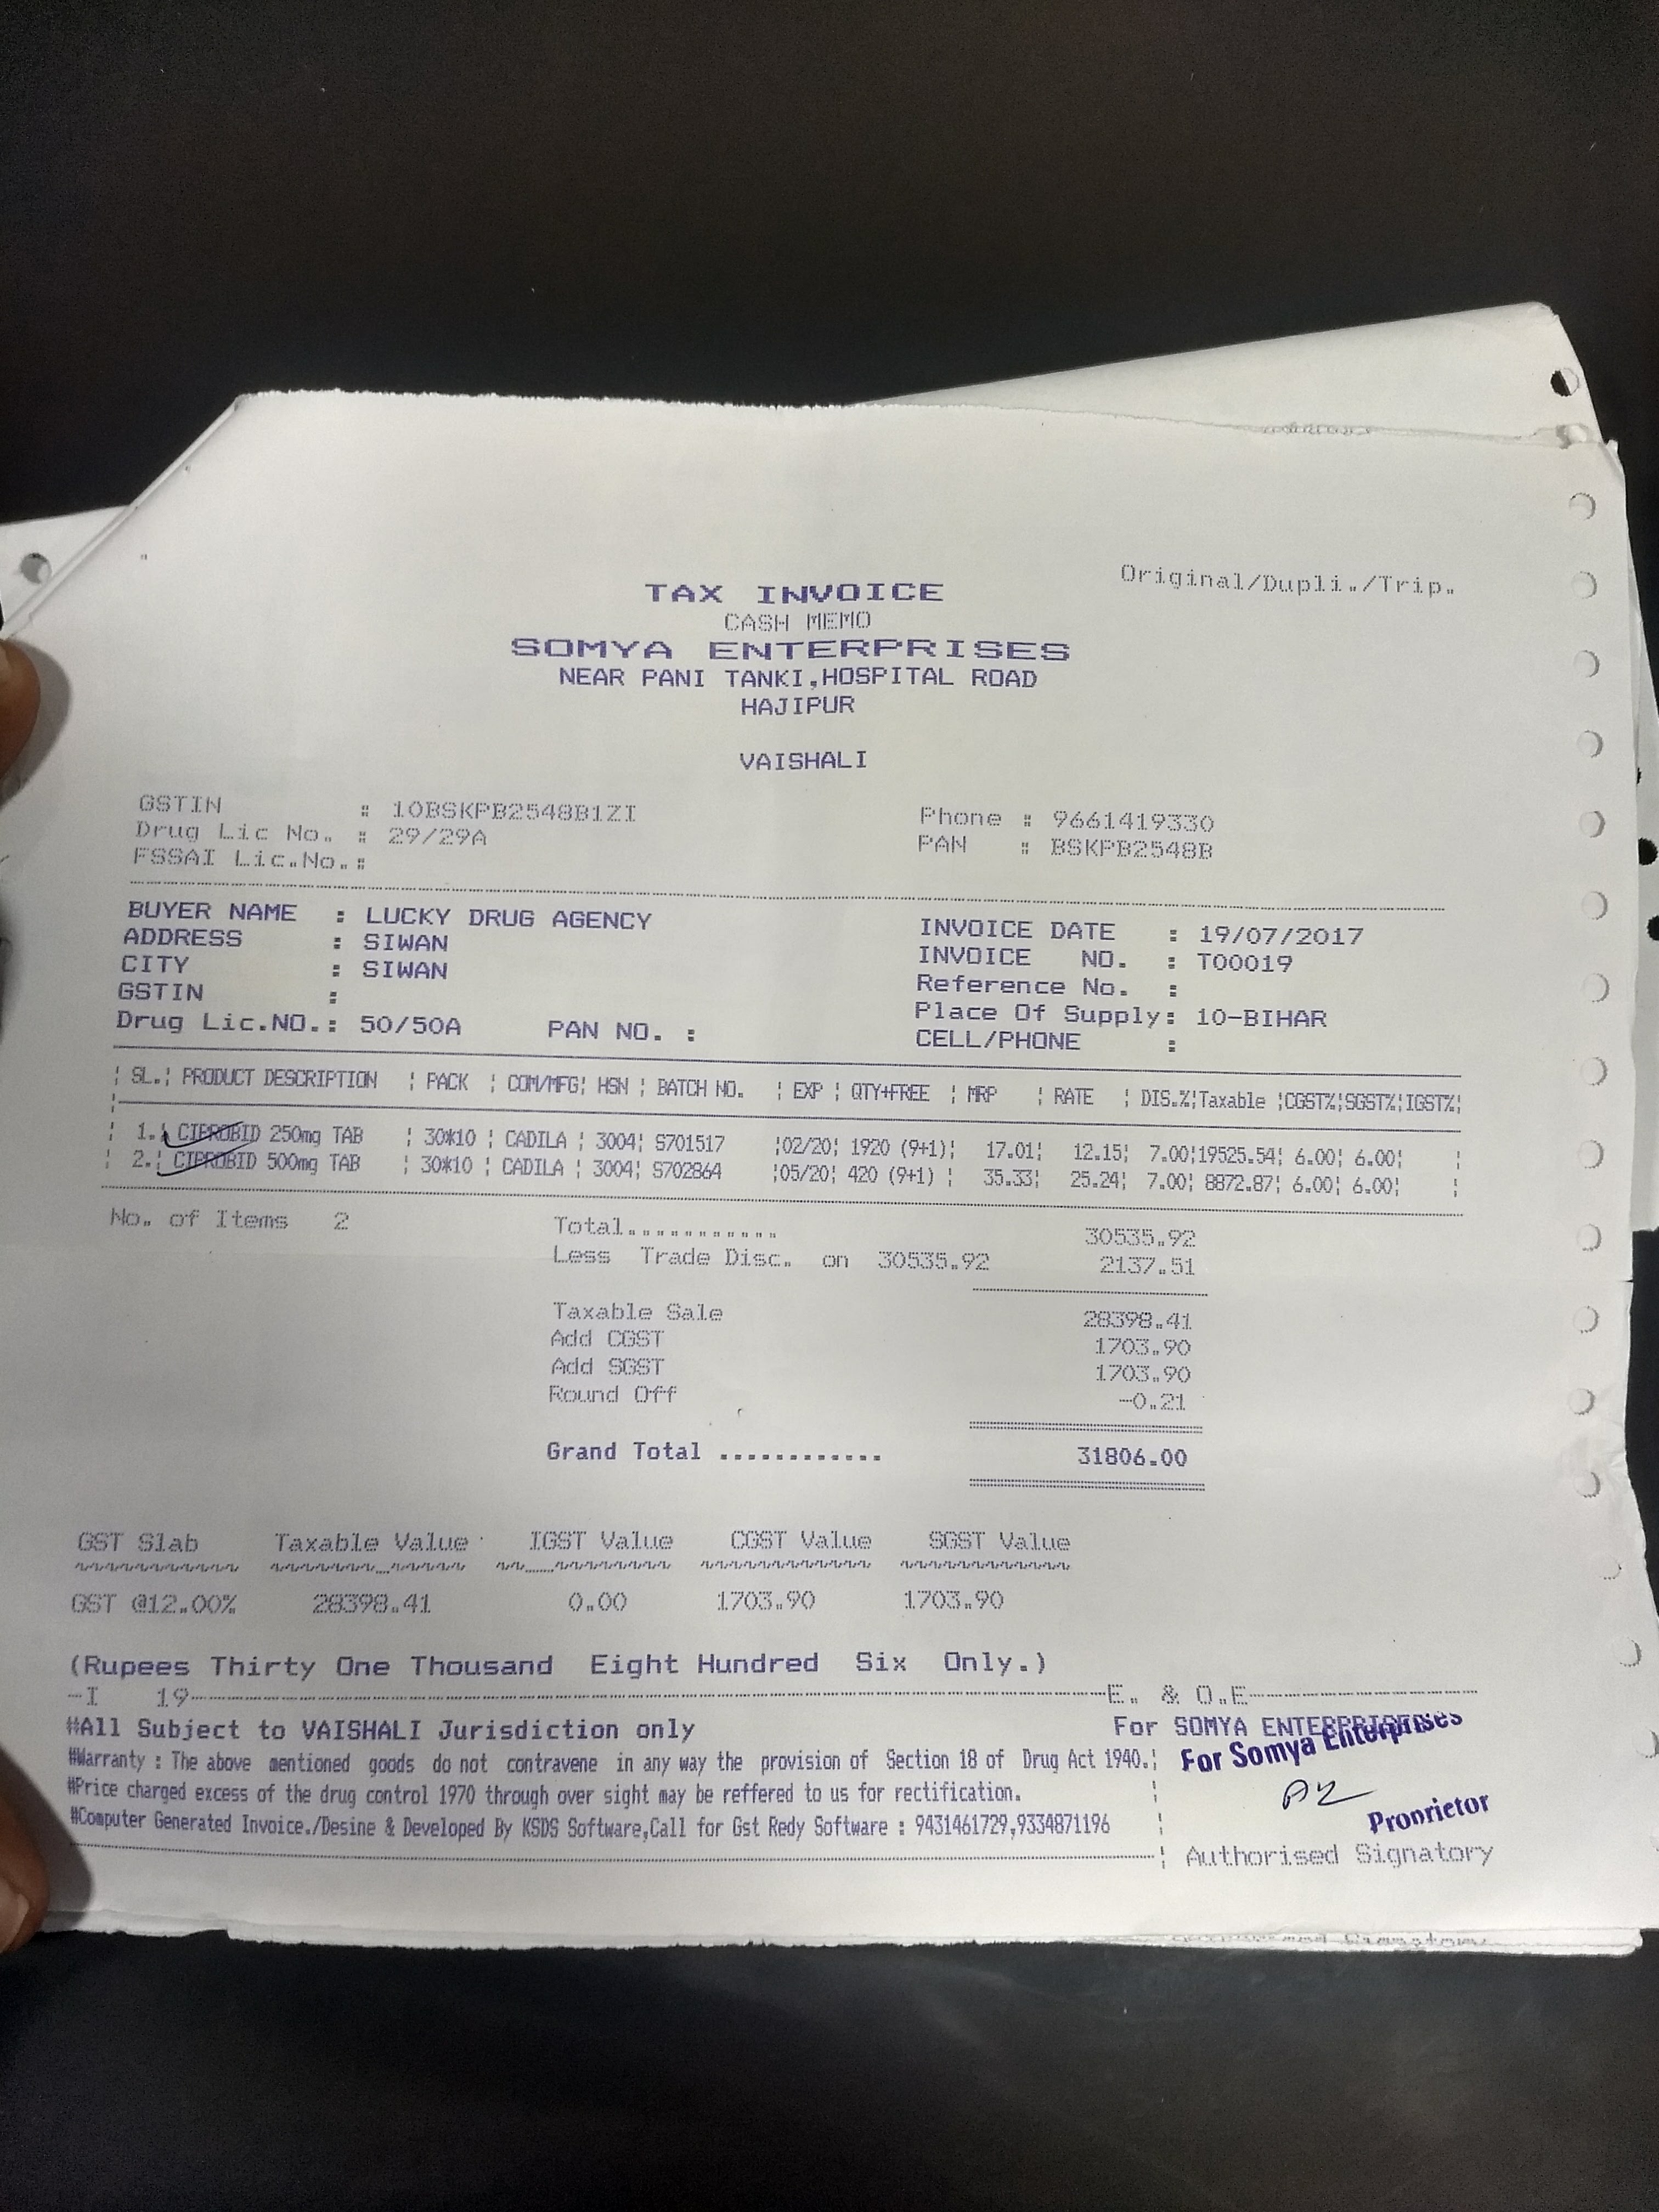 Original/Dupli./Trip.
TAX INVOICE
CASH MEMO
SOMYA ENTERPRISES
NEAR PANI TANKI,HOSPITAL ROAD
HAJIPUR
VAISHALI
GSTIN : 10BSKPB2548B1ZI Phone : 9661419330
Drug Lic No. : 29/29A PAN : BSKPB2548B
FSSAI Lic.No.:
BUYER NAME : LUCKY DRUG AGENCY INVOICE DATE : 19/07/2017
ADDRESS : SIWAN INVOICE NO. : T00019
CITY : SIWAN Reference No. :
GSTIN : Place Of Supply: 10-BIHAR
Drug Lic.NO.: 50/50A PAN NO. : CELL/PHONE :
¦ SL.¦ PRODUCT DESCRIPTION ¦ PACK ¦ COM/MFG¦ HSN ¦ BATCH NO. ¦ EXP ¦ QTY+FREE ¦ MRP ¦ RATE ¦ DIS.%¦Taxable ¦CGST%¦SGST%¦IGST%¦
¦ 1.¦ CIPROBID 250mg TAB ¦ 30*10 ¦ CADILA ¦ 3004¦ S701517 ¦02/20¦ 1920 (9+1)¦ 17.01¦ 12.15¦ 7.00¦19525.54¦ 6.00¦ 6.00¦ ¦
¦ 2.¦ CIPROBID 500mg TAB ¦ 30*10 ¦ CADILA ¦ 3004¦ S702864 ¦05/20¦ 420 (9+1) ¦ 35.33¦ 25.24¦ 7.00¦ 8872.87¦ 6.00¦ 6.00¦ ¦
No. of Items 2 Total........... 30535.92
Less Trade Disc. on 30535.92 2137.51
Taxable Sale 28398.41
Add CGST 1703.90
Add SGST 1703.90
Round Off -0.21
Grand Total ............ 31806.00
GST Slab Taxable Value IGST Value CGST Value SGST Value
GST @12.00% 28398.41 0.00 1703.90 1703.90
(Rupees Thirty One Thousand Eight Hundred Six Only.)
-I 19 E. & O.E
#All Subject to VAISHALI Jurisdiction only For SOMYA ENTERPRISES
#Warranty : The above mentioned goods do not contravene in any way the provision of Section 18 of Drug Act 1940.¦ For Somya Enterprises
#Price charged excess of the drug control 1970 through over sight may be reffered to us for rectification. ¦
#Computer Generated Invoice./Desine & Developed By KSDS Software,Call for Gst Redy Software : 9431461729,9334871196 ¦ Proprietor
¦ Authorised Signatory